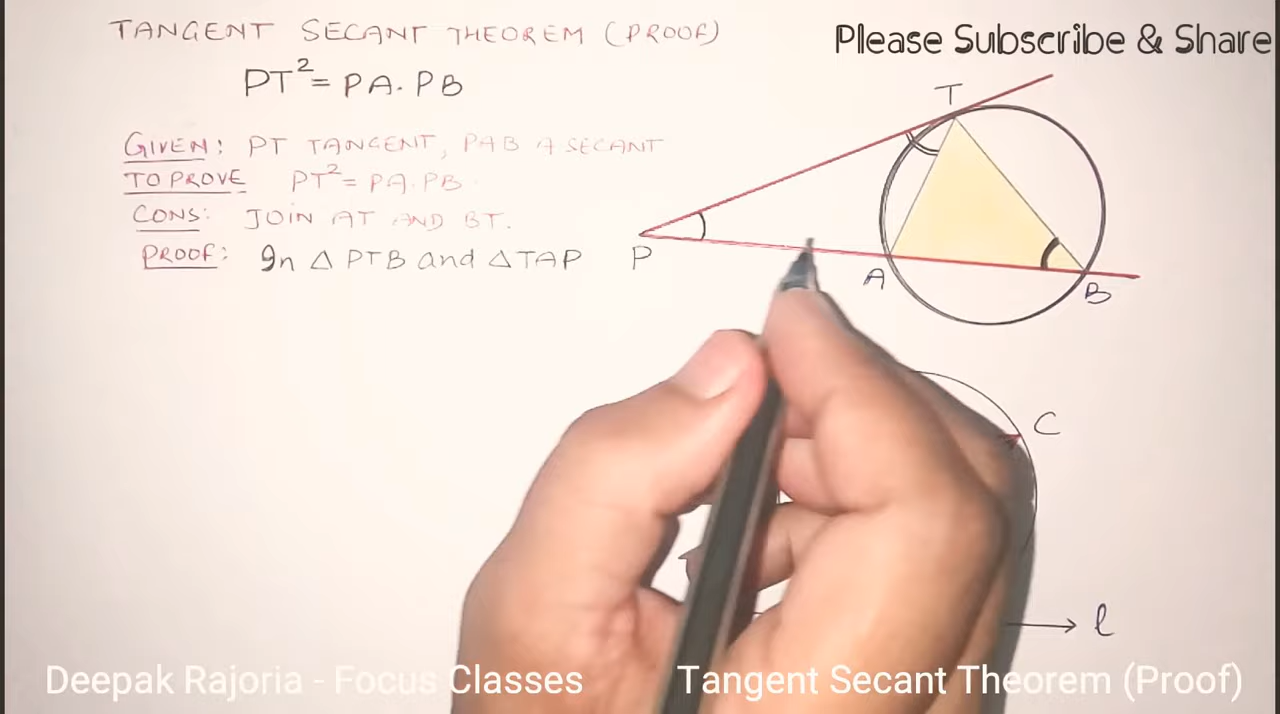 TANGENT SECANT THEOREM (PROOF)
Please Subscribe & Share
PT²= PA. PB
GIVEN: PT TANGENT, PAB A SECANT
TO PROVE PT²= PA.PB.
CONS: JOIN AT AND BT.
PROOF: In △ PTB and △TAP
T
P
A
B
C
l
Deepak Rajoria - Focus Classes
Tangent Secant Theorem (Proof)